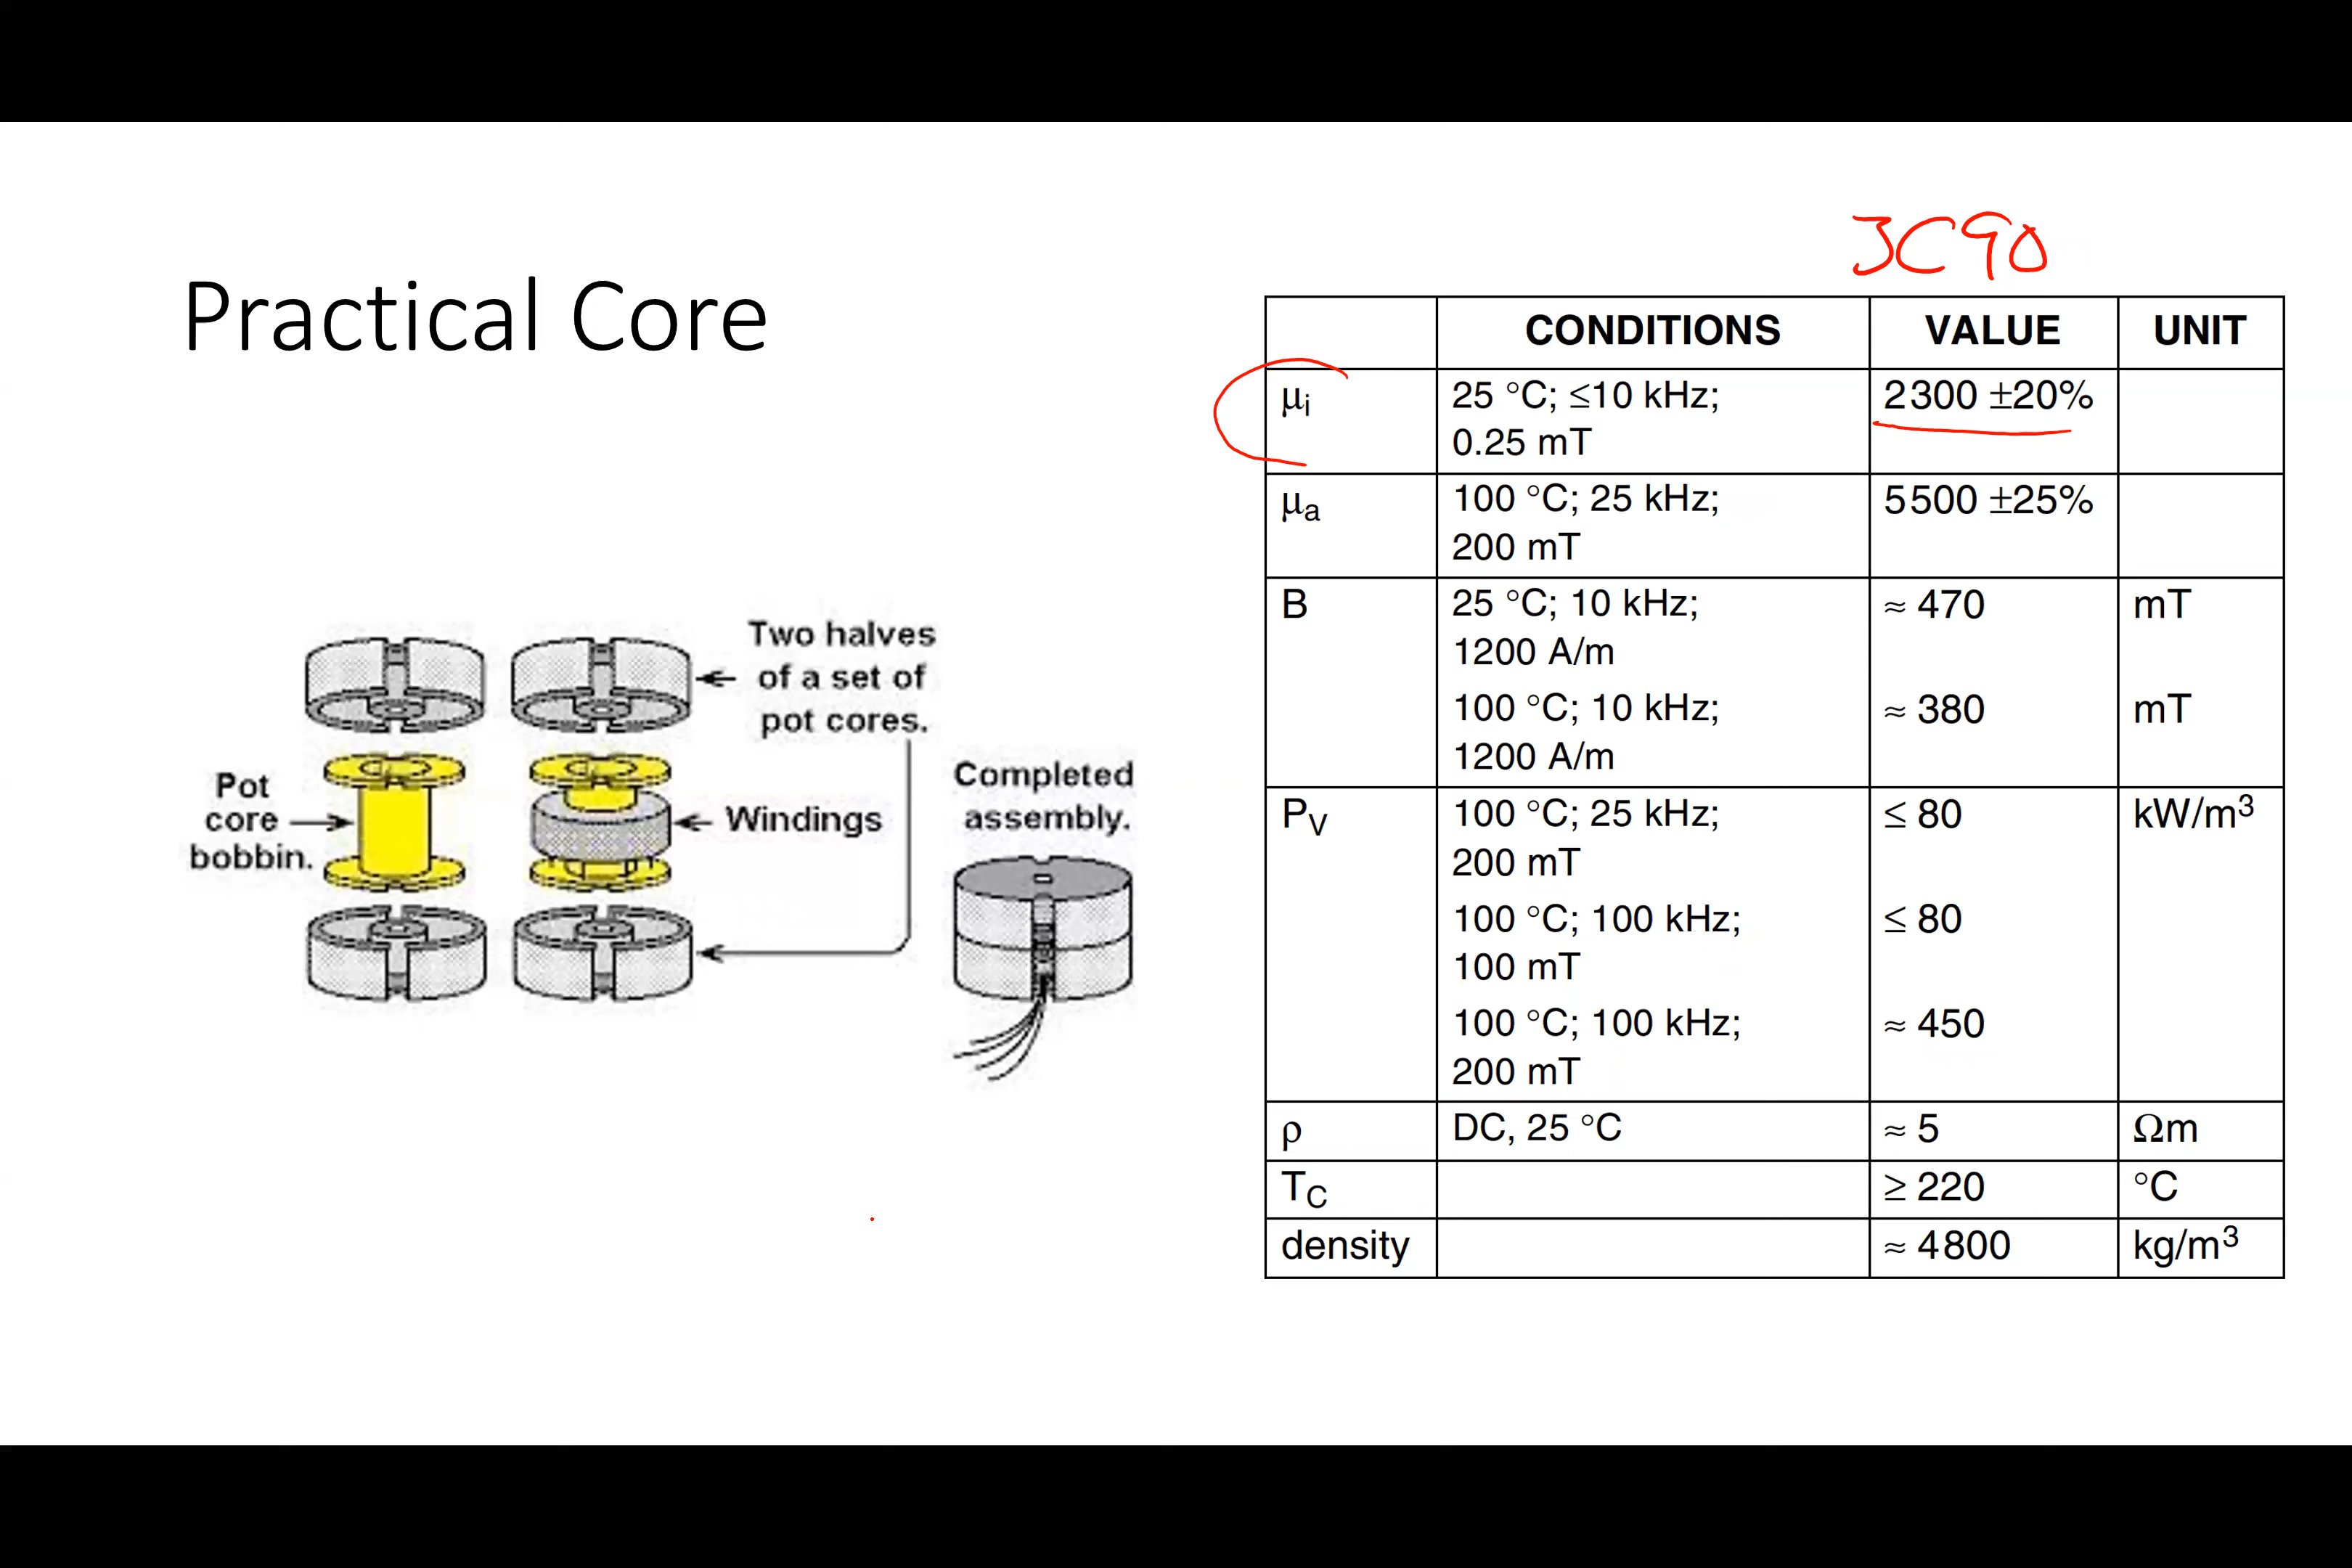 Practical Core
3C90
CONDITIONS VALUE UNIT
μi 25 °C; ≤10 kHz; 2300 ±20%
0.25 mT
μa 100 °C; 25 kHz; 5500 ±25%
200 mT
B 25 °C; 10 kHz; ≈ 470 mT
1200 A/m
100 °C; 10 kHz; ≈ 380 mT
1200 A/m
PV 100 °C; 25 kHz; ≤ 80 kW/m³
200 mT
100 °C; 100 kHz; ≤ 80
100 mT
100 °C; 100 kHz; ≈ 450
200 mT
ρ DC, 25 °C ≈ 5 Ωm
TC ≥ 220 °C
density ≈ 4800 kg/m³
Two halves
of a set of
pot cores.
Pot
core
bobbin.
Windings
Completed
assembly.